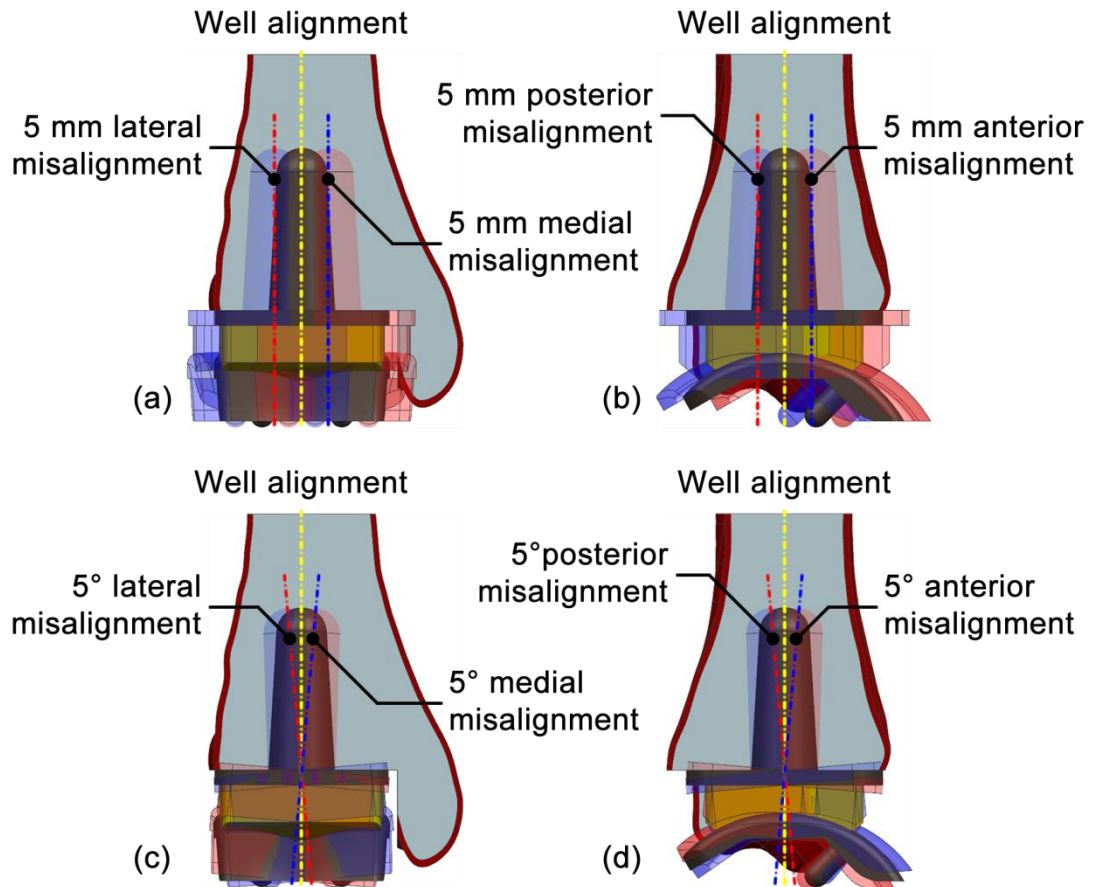 Well alignment
Well alignment
5 mm lateral
misalignment
5 mm medial
misalignment
(a)
5 mm posterior
misalignment
5 mm anterior
misalignment
(b)
Well alignment
Well alignment
5° lateral
misalignment
5° medial
misalignment
(c)
5°posterior
misalignment
5° anterior
misalignment
(d)